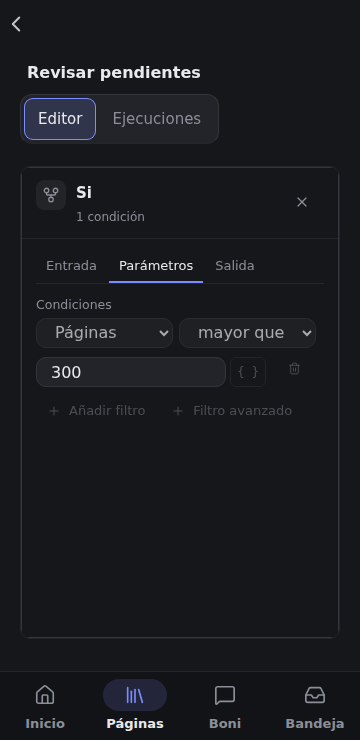 Revisar pendientes
Editor
Ejecuciones
Si
1 condición
Entrada
Parámetros
Salida
Condiciones
Páginas
mayor que
300
{ }
Añadir filtro
Filtro avanzado
Inicio
Páginas
Boni
Bandeja